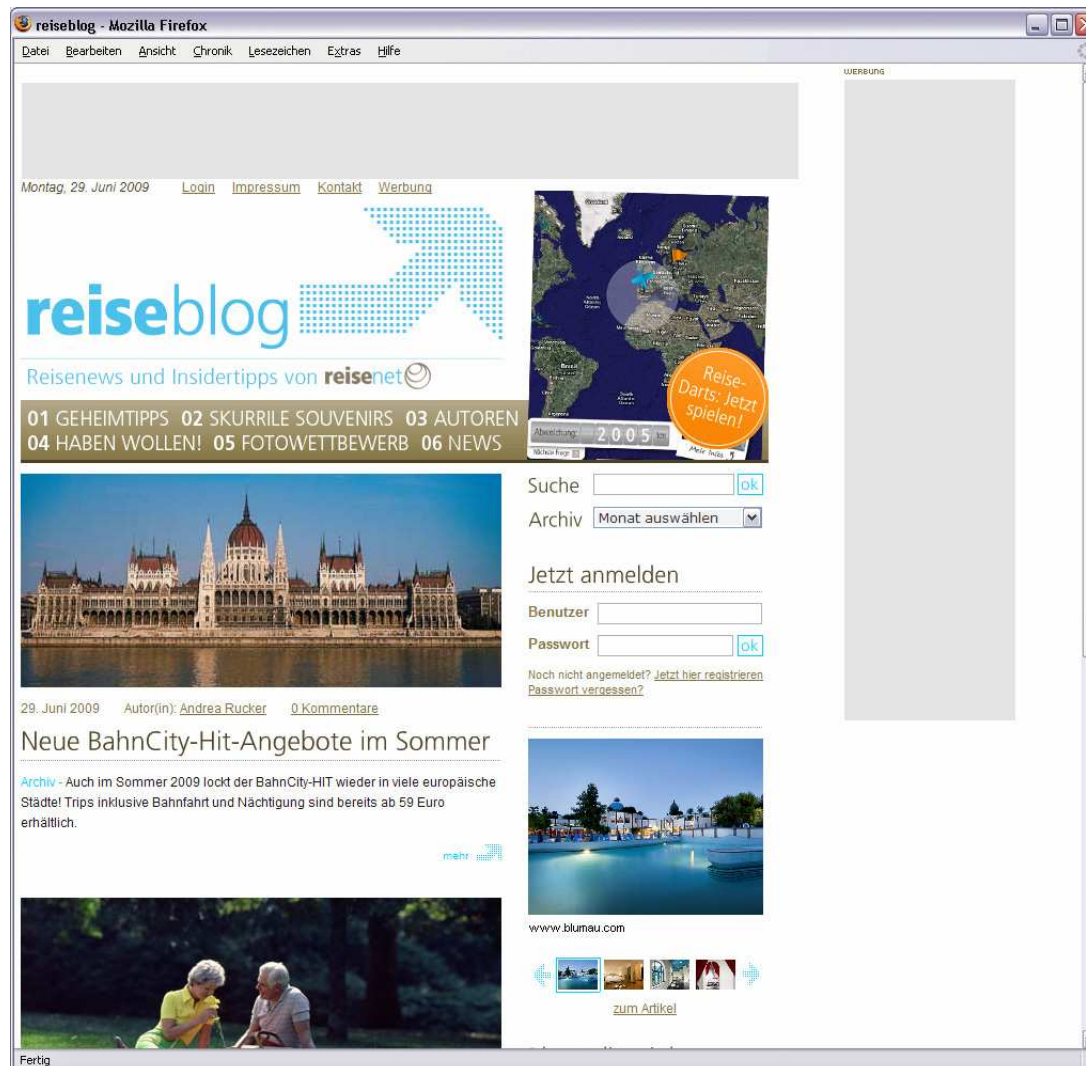 reiseblog - Mozilla Firefox
Datei Bearbeiten Ansicht Chronik Lesezeichen Extras Hilfe
WERBUNG
Montag, 29. Juni 2009 Login Impressum Kontakt Werbung
reiseblog
Reisenews und Insidertipps von reisenet
01 GEHEIMTIPPS 02 SKURRILE SOUVENIRS 03 AUTOREN
04 HABEN WOLLEN! 05 FOTOWETTBEWERB 06 NEWS
Reise-
Darts: Jetzt
spielen!
Abweichung: 2005 km
Nächste Frage
Mehr Infos
Suche ok
Archiv Monat auswählen
Jetzt anmelden
Benutzer
Passwort ok
Noch nicht angemeldet? Jetzt hier registrieren
Passwort vergessen?
29. Juni 2009 Autor(in): Andrea Rucker 0 Kommentare
Neue BahnCity-Hit-Angebote im Sommer
Archiv - Auch im Sommer 2009 lockt der BahnCity-HIT wieder in viele europäische
Städte! Trips inklusive Bahnfahrt und Nächtigung sind bereits ab 59 Euro
erhältlich.
mehr
www.blumau.com
zum Artikel
Fertig